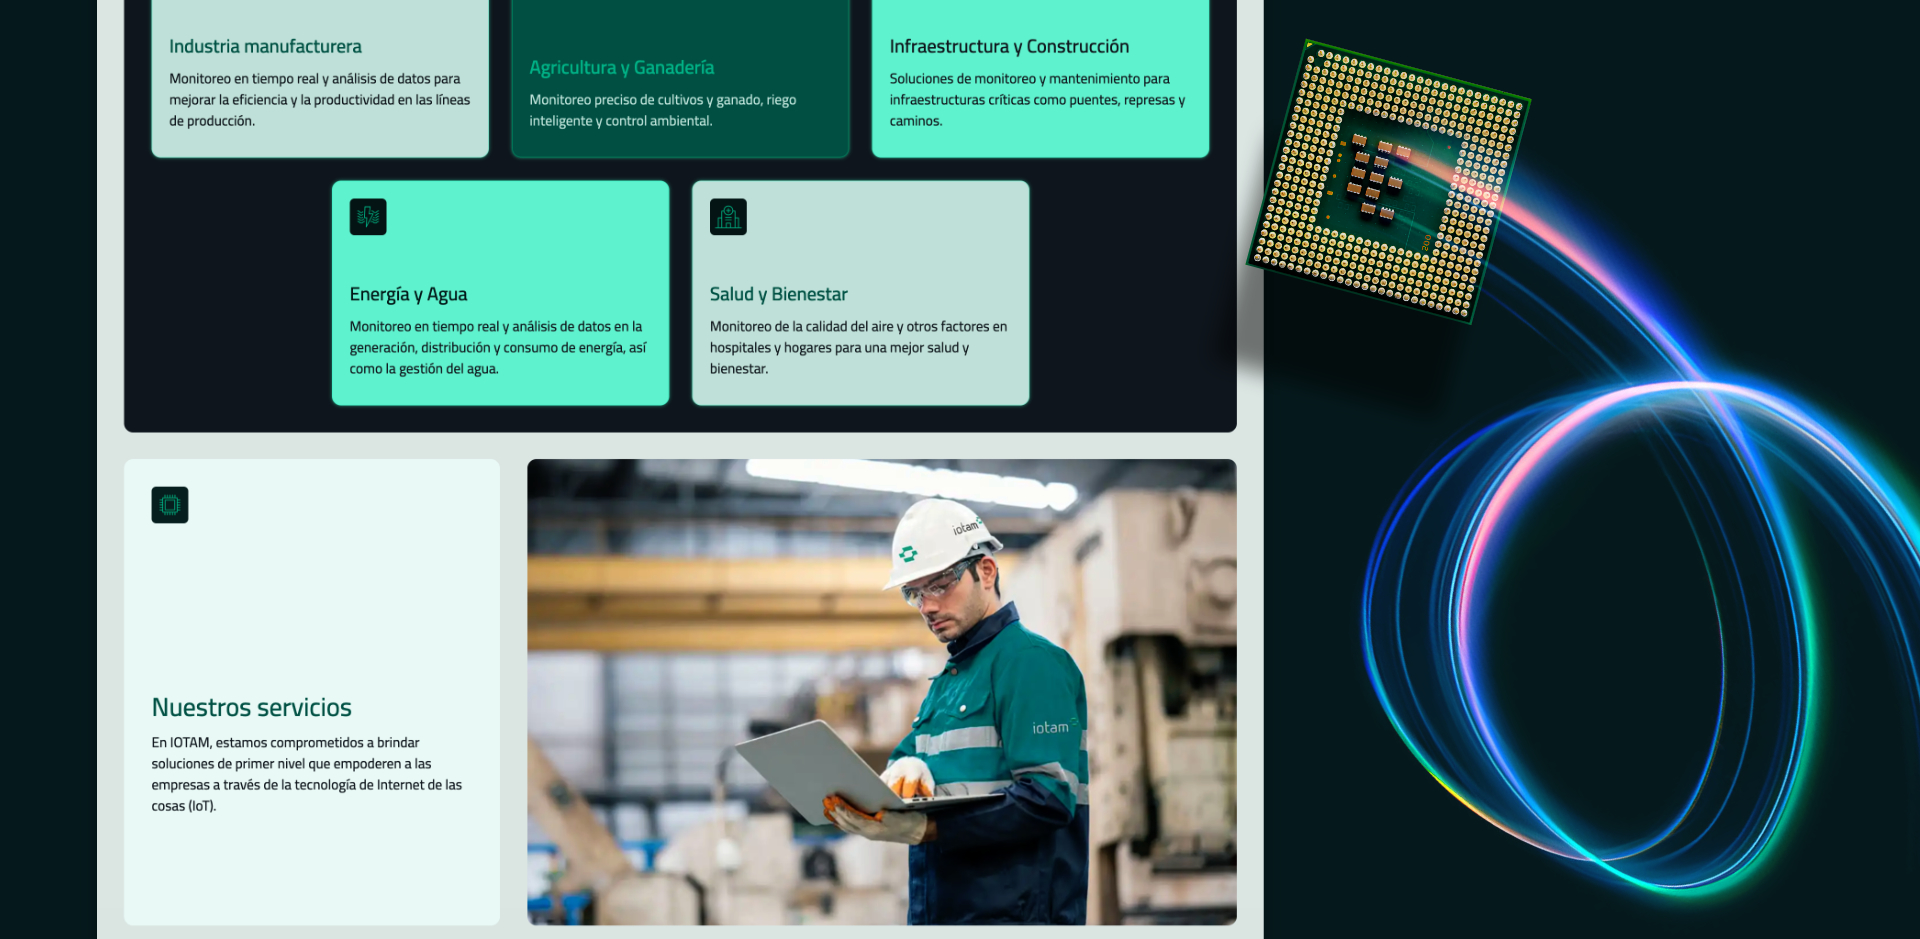 Industria manufacturera
Monitoreo en tiempo real y análisis de datos para
mejorar la eficiencia y la productividad en las líneas
de producción.
Agricultura y Ganadería
Monitoreo preciso de cultivos y ganado, riego
inteligente y control ambiental.
Infraestructura y Construcción
Soluciones de monitoreo y mantenimiento para
infraestructuras críticas como puentes, represas y
caminos.
Energía y Agua
Monitoreo en tiempo real y análisis de datos en la
generación, distribución y consumo de energía, así
como la gestión del agua.
Salud y Bienestar
Monitoreo de la calidad del aire y otros factores en
hospitales y hogares para una mejor salud y
bienestar.
Nuestros servicios
En IOTAM, estamos comprometidos a brindar
soluciones de primer nivel que empoderen a las
empresas a través de la tecnología de Internet de las
cosas (IoT).
iotam
iotam